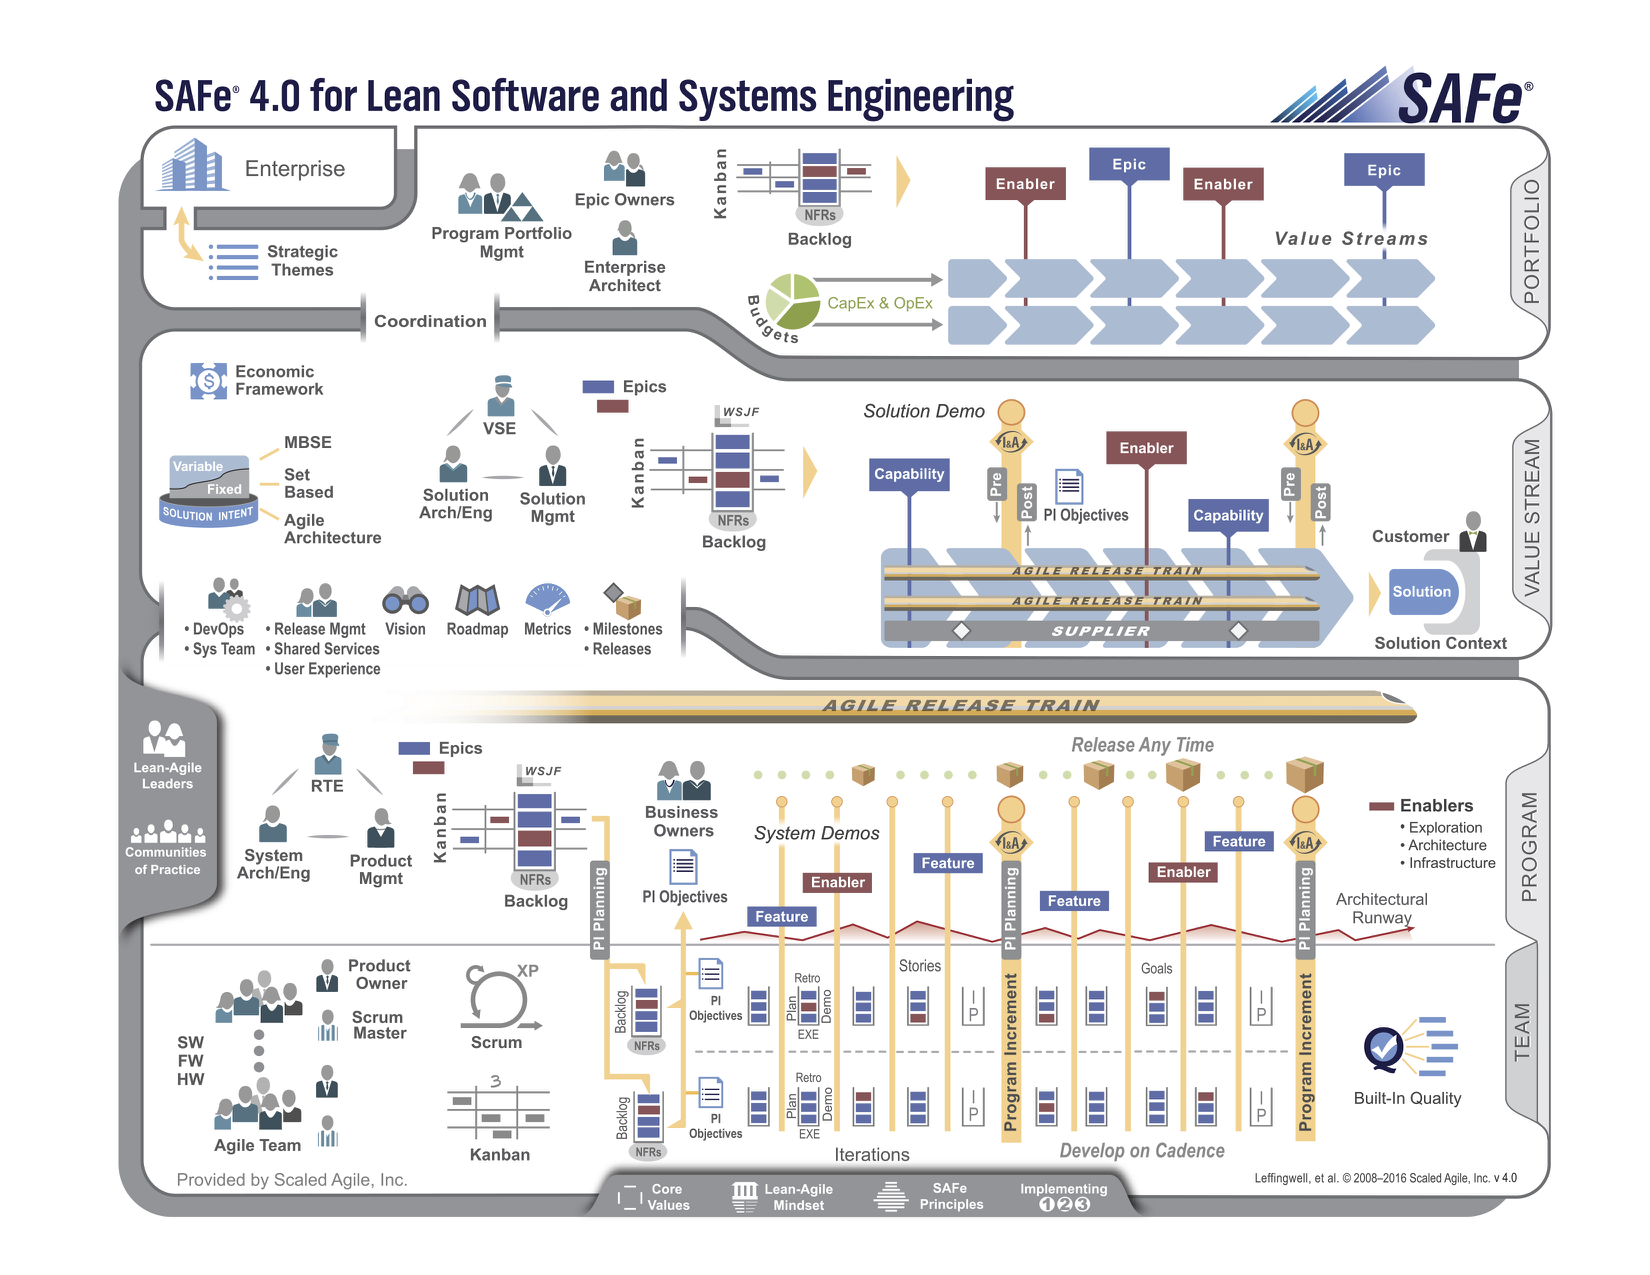 SAFe® 4.0 for Lean Software and Systems Engineering
SAFe®
Enterprise
Strategic
Themes
Program Portfolio
Mgmt
Epic Owners
Enterprise
Architect
Kanban
NFRs
Backlog
Enabler
Epic
Enabler
Epic
Value Streams
Budgets
CapEx & OpEx
PORTFOLIO
Coordination
Economic
Framework
Variable
Fixed
SOLUTION INTENT
MBSE
Set
Based
Agile
Architecture
VSE
Solution
Arch/Eng
Solution
Mgmt
Epics
WSJF
Kanban
NFRs
Backlog
Solution Demo
I&A
I&A
Capability
Enabler
Capability
Pre
Post
PI Objectives
Pre
Post
AGILE RELEASE TRAIN
AGILE RELEASE TRAIN
SUPPLIER
Customer
Solution
Solution Context
VALUE STREAM
• DevOps
• Sys Team
• Release Mgmt
• Shared Services
• User Experience
Vision
Roadmap
Metrics
• Milestones
• Releases
AGILE RELEASE TRAIN
Lean-Agile
Leaders
Communities
of Practice
RTE
System
Arch/Eng
Product
Mgmt
Epics
WSJF
Kanban
NFRs
Backlog
PI Planning
Business
Owners
PI Objectives
Release Any Time
System Demos
Feature
Enabler
Feature
I&A
PI Planning
Feature
Enabler
Feature
I&A
PI Planning
Enablers
• Exploration
• Architecture
• Infrastructure
Architectural
Runway
PROGRAM
SW
FW
HW
Agile Team
Product
Owner
Scrum
Master
XP
Scrum
3
Kanban
Backlog
NFRs
PI
Objectives
Backlog
NFRs
PI
Objectives
Stories
Goals
Retro
Plan
Demo
EXE
I
P
I
P
Retro
Plan
Demo
EXE
I
P
I
P
Program Increment
Program Increment
Iterations
Develop on Cadence
Built-In Quality
TEAM
Provided by Scaled Agile, Inc.
Leffingwell, et al. © 2008–2016 Scaled Agile, Inc. v 4.0
Core
Values
Lean-Agile
Mindset
SAFe
Principles
Implementing
1 2 3